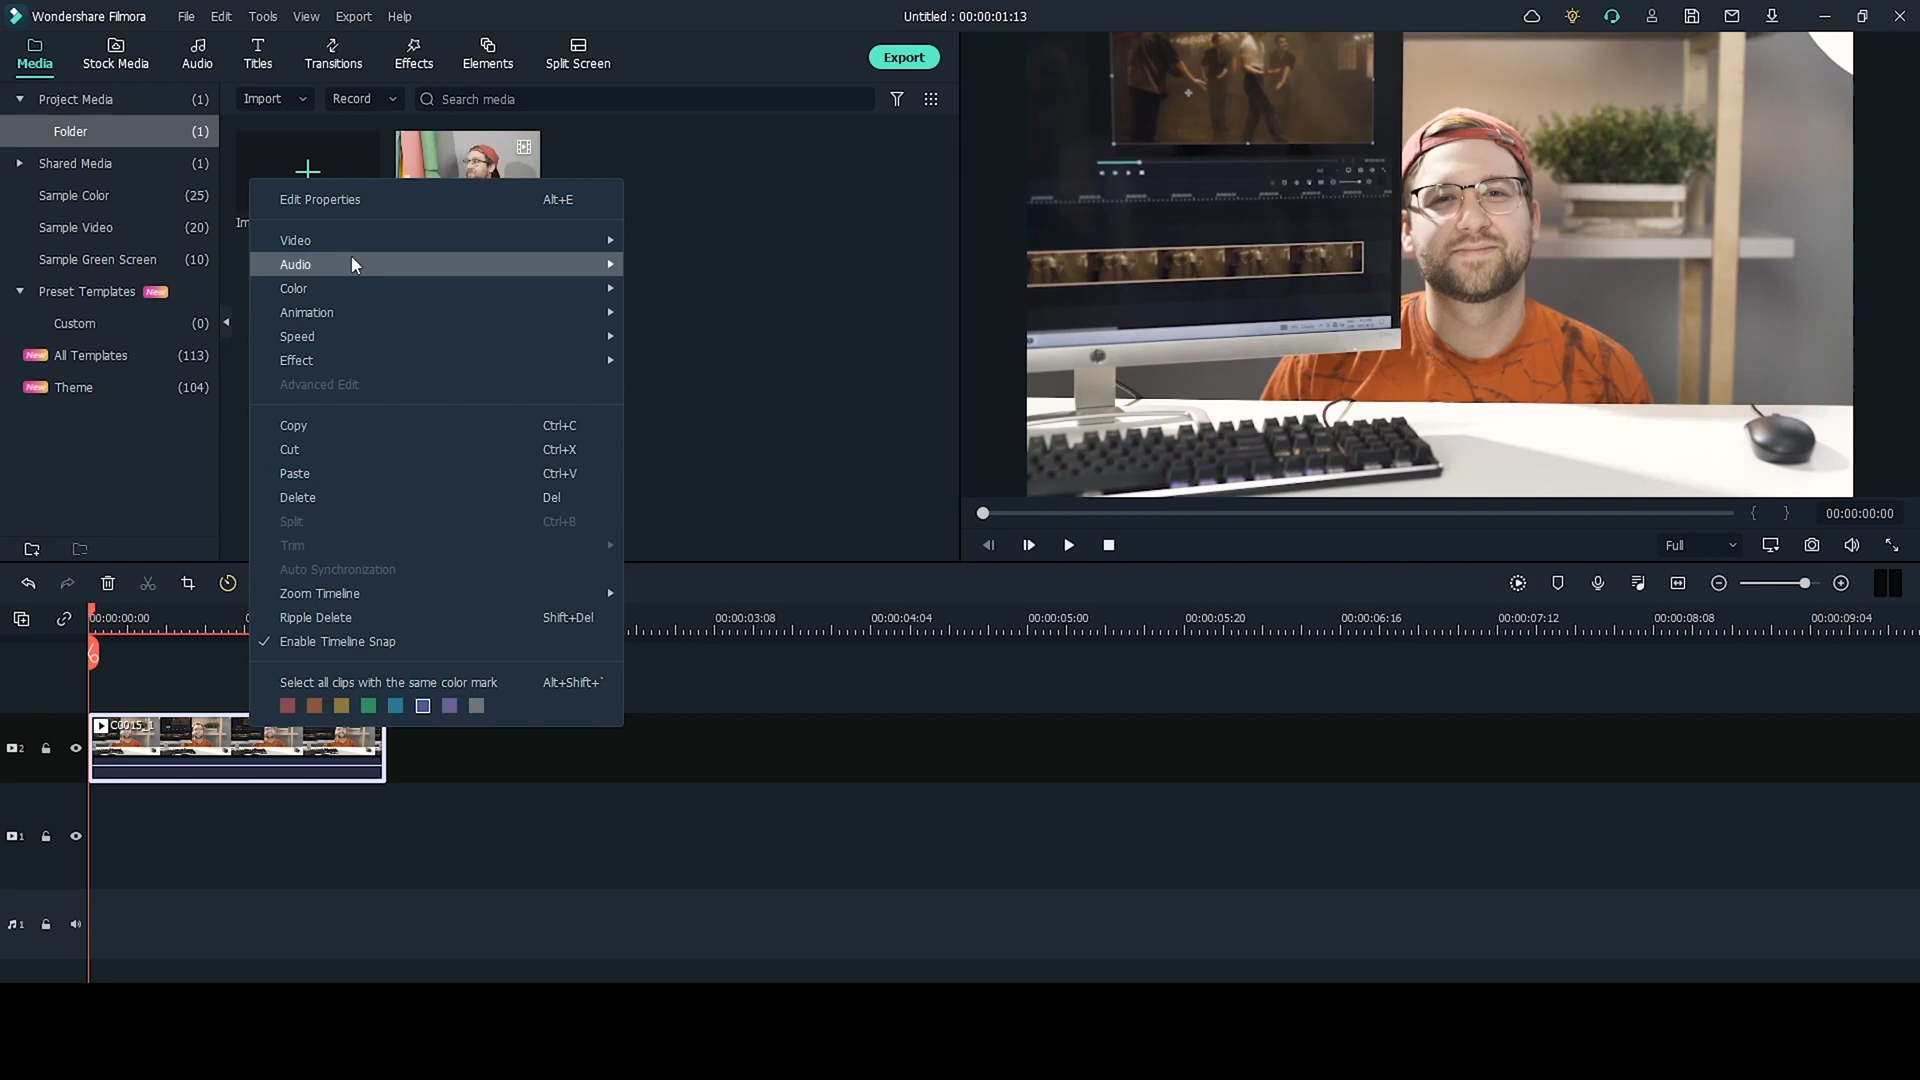 Wondershare Filmora File Edit Tools View Export Help Untitled : 00:00:01:13
Media Stock Media Audio Titles Transitions Effects Elements Split Screen Export
Project Media (1)
Folder (1)
Shared Media (1)
Sample Color (25)
Sample Video (20)
Sample Green Screen (10)
Preset Templates New
Custom (0)
New All Templates (113)
New Theme (104)
Import Record Search media
Edit Properties Alt+E
Video
Audio
Color
Animation
Speed
Effect
Advanced Edit
Copy Ctrl+C
Cut Ctrl+X
Paste Ctrl+V
Delete Del
Split Ctrl+B
Trim
Auto Synchronization
Zoom Timeline
Ripple Delete Shift+Del
Enable Timeline Snap
Select all clips with the same color mark Alt+Shift+`
{ } 00:00:00:00
Full
00:00:00:00 00:00:03:08 00:00:04:04 00:00:05:00 00:00:05:20 00:00:06:16 00:00:07:12 00:00:08:08 00:00:09:04
C0015_1
2
1
1